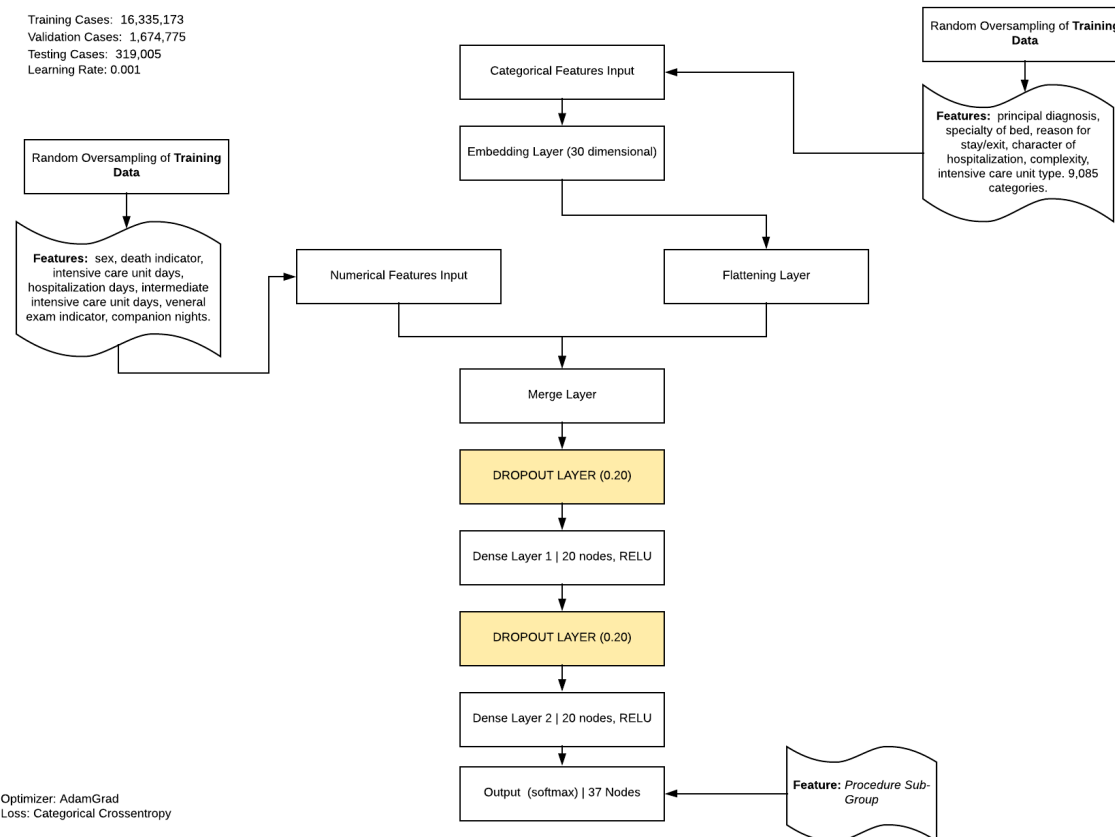 Training Cases:  16,335,173
Validation Cases:  1,674,775
Testing Cases:  319,005
Learning Rate: 0.001
Random Oversampling of Training
Data
Features:  principal diagnosis,
specialty of bed, reason for
stay/exit, character of
hospitalization, complexity,
intensive care unit type. 9,085
categories.
Categorical Features Input
Embedding Layer (30 dimensional)
Random Oversampling of Training
Data
Features:  sex, death indicator,
intensive care unit days,
hospitalization days, intermediate
intensive care unit days, veneral
exam indicator, companion nights.
Numerical Features Input
Flattening Layer
Merge Layer
DROPOUT LAYER (0.20)
Dense Layer 1 | 20 nodes, RELU
DROPOUT LAYER (0.20)
Dense Layer 2 | 20 nodes, RELU
Output  (softmax) | 37 Nodes
Feature: Procedure Sub-
Group
Optimizer: AdamGrad
Loss: Categorical Crossentropy